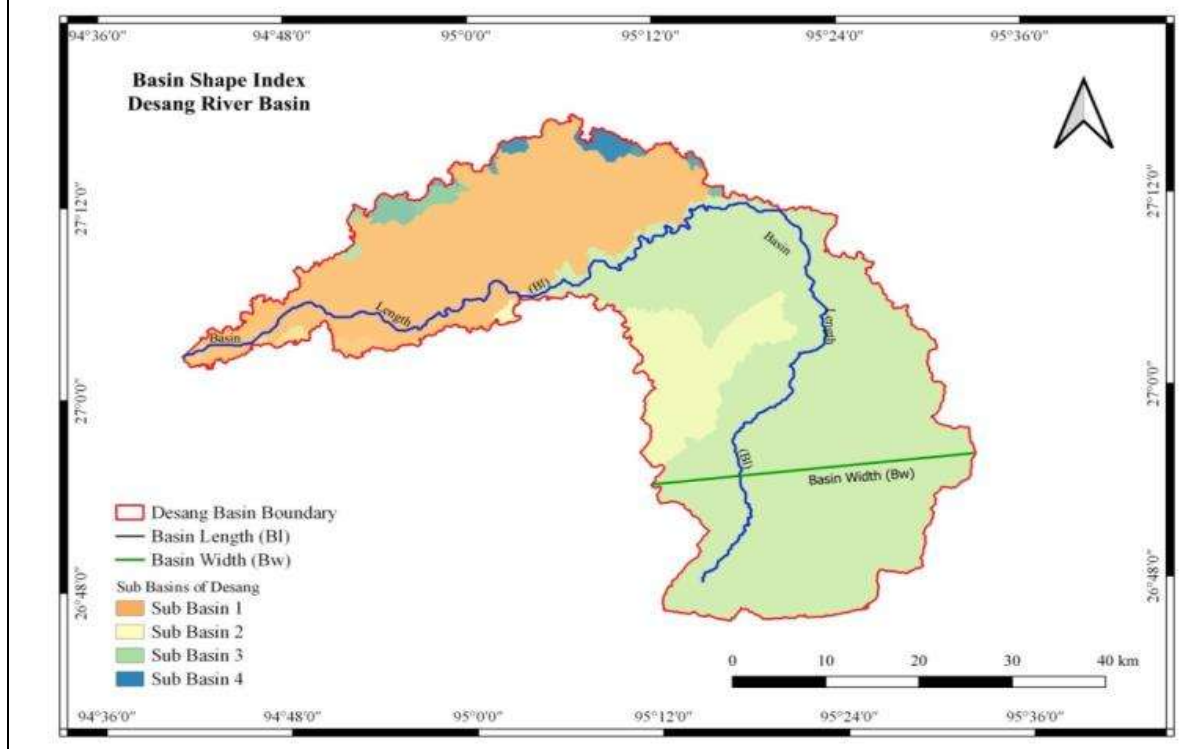 94°36'0" 94°48'0" 95°0'0" 95°12'0" 95°24'0" 95°36'0"
Basin Shape Index
Desang River Basin
27°12'0" 27°12'0"
Basin
(Bl)
Length
Length
Basin
27°0'0" 27°0'0"
(Bl)
Basin Width (Bw)
Desang Basin Boundary
Basin Length (Bl)
Basin Width (Bw)
Sub Basins of Desang
26°48'0" 26°48'0"
Sub Basin 1
Sub Basin 2
Sub Basin 3
Sub Basin 4
0 10 20 30 40 km
94°36'0" 94°48'0" 95°0'0" 95°12'0" 95°24'0" 95°36'0"